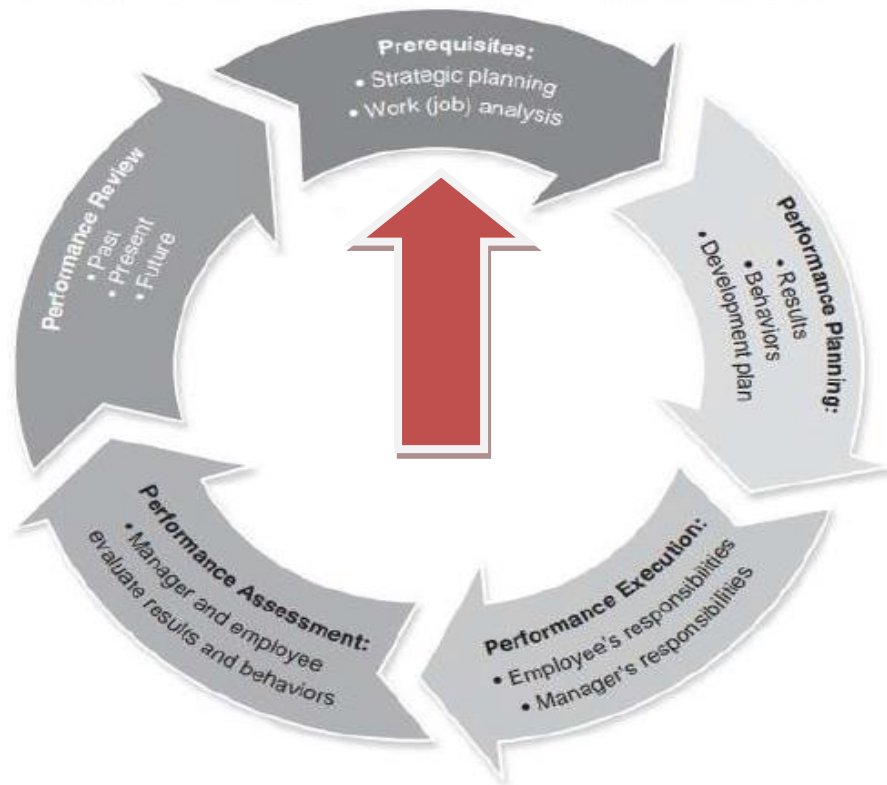 Prerequisites:
• Strategic planning
• Work (job) analysis
Performance Planning:
• Results
• Behaviors
• Development plan
Performance Execution:
• Employee's responsibilities
• Manager's responsibilities
Performance Assessment:
• Manager and employee
evaluate results and behaviors
Performance Review
• Past
• Present
• Future